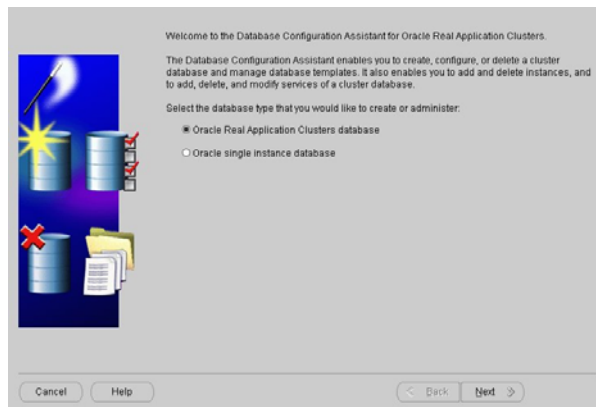 Welcome to the Database Configuration Assistant for Oracle Real Application Clusters.
The Database Configuration Assistant enables you to create, configure, or delete a cluster
database and manage database templates. It also enables you to add and delete instances, and
to add, delete, and modify services of a cluster database.
Select the database type that you would like to create or administer:
Oracle Real Application Clusters database
Oracle single instance database
Cancel
Help
Back
Next